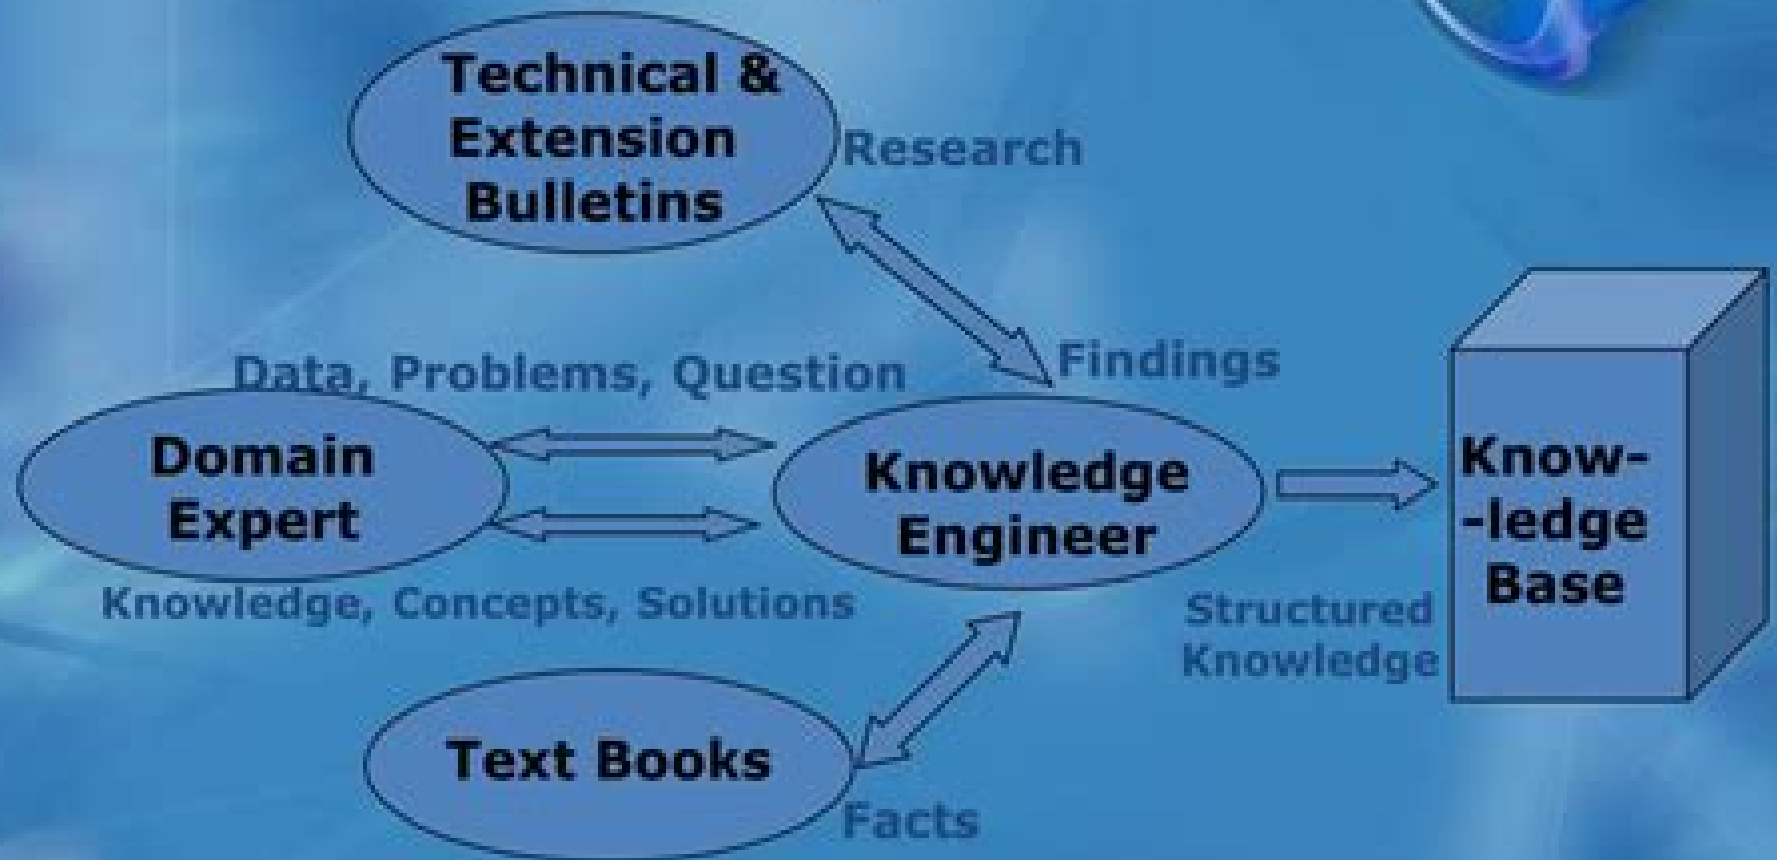 Technical &
Extension
Bulletins
Research
Findings
Data, Problems, Question
Domain
Expert
Knowledge
Engineer
Know-
-ledge
Base
Knowledge, Concepts, Solutions
Structured
Knowledge
Text Books
Facts